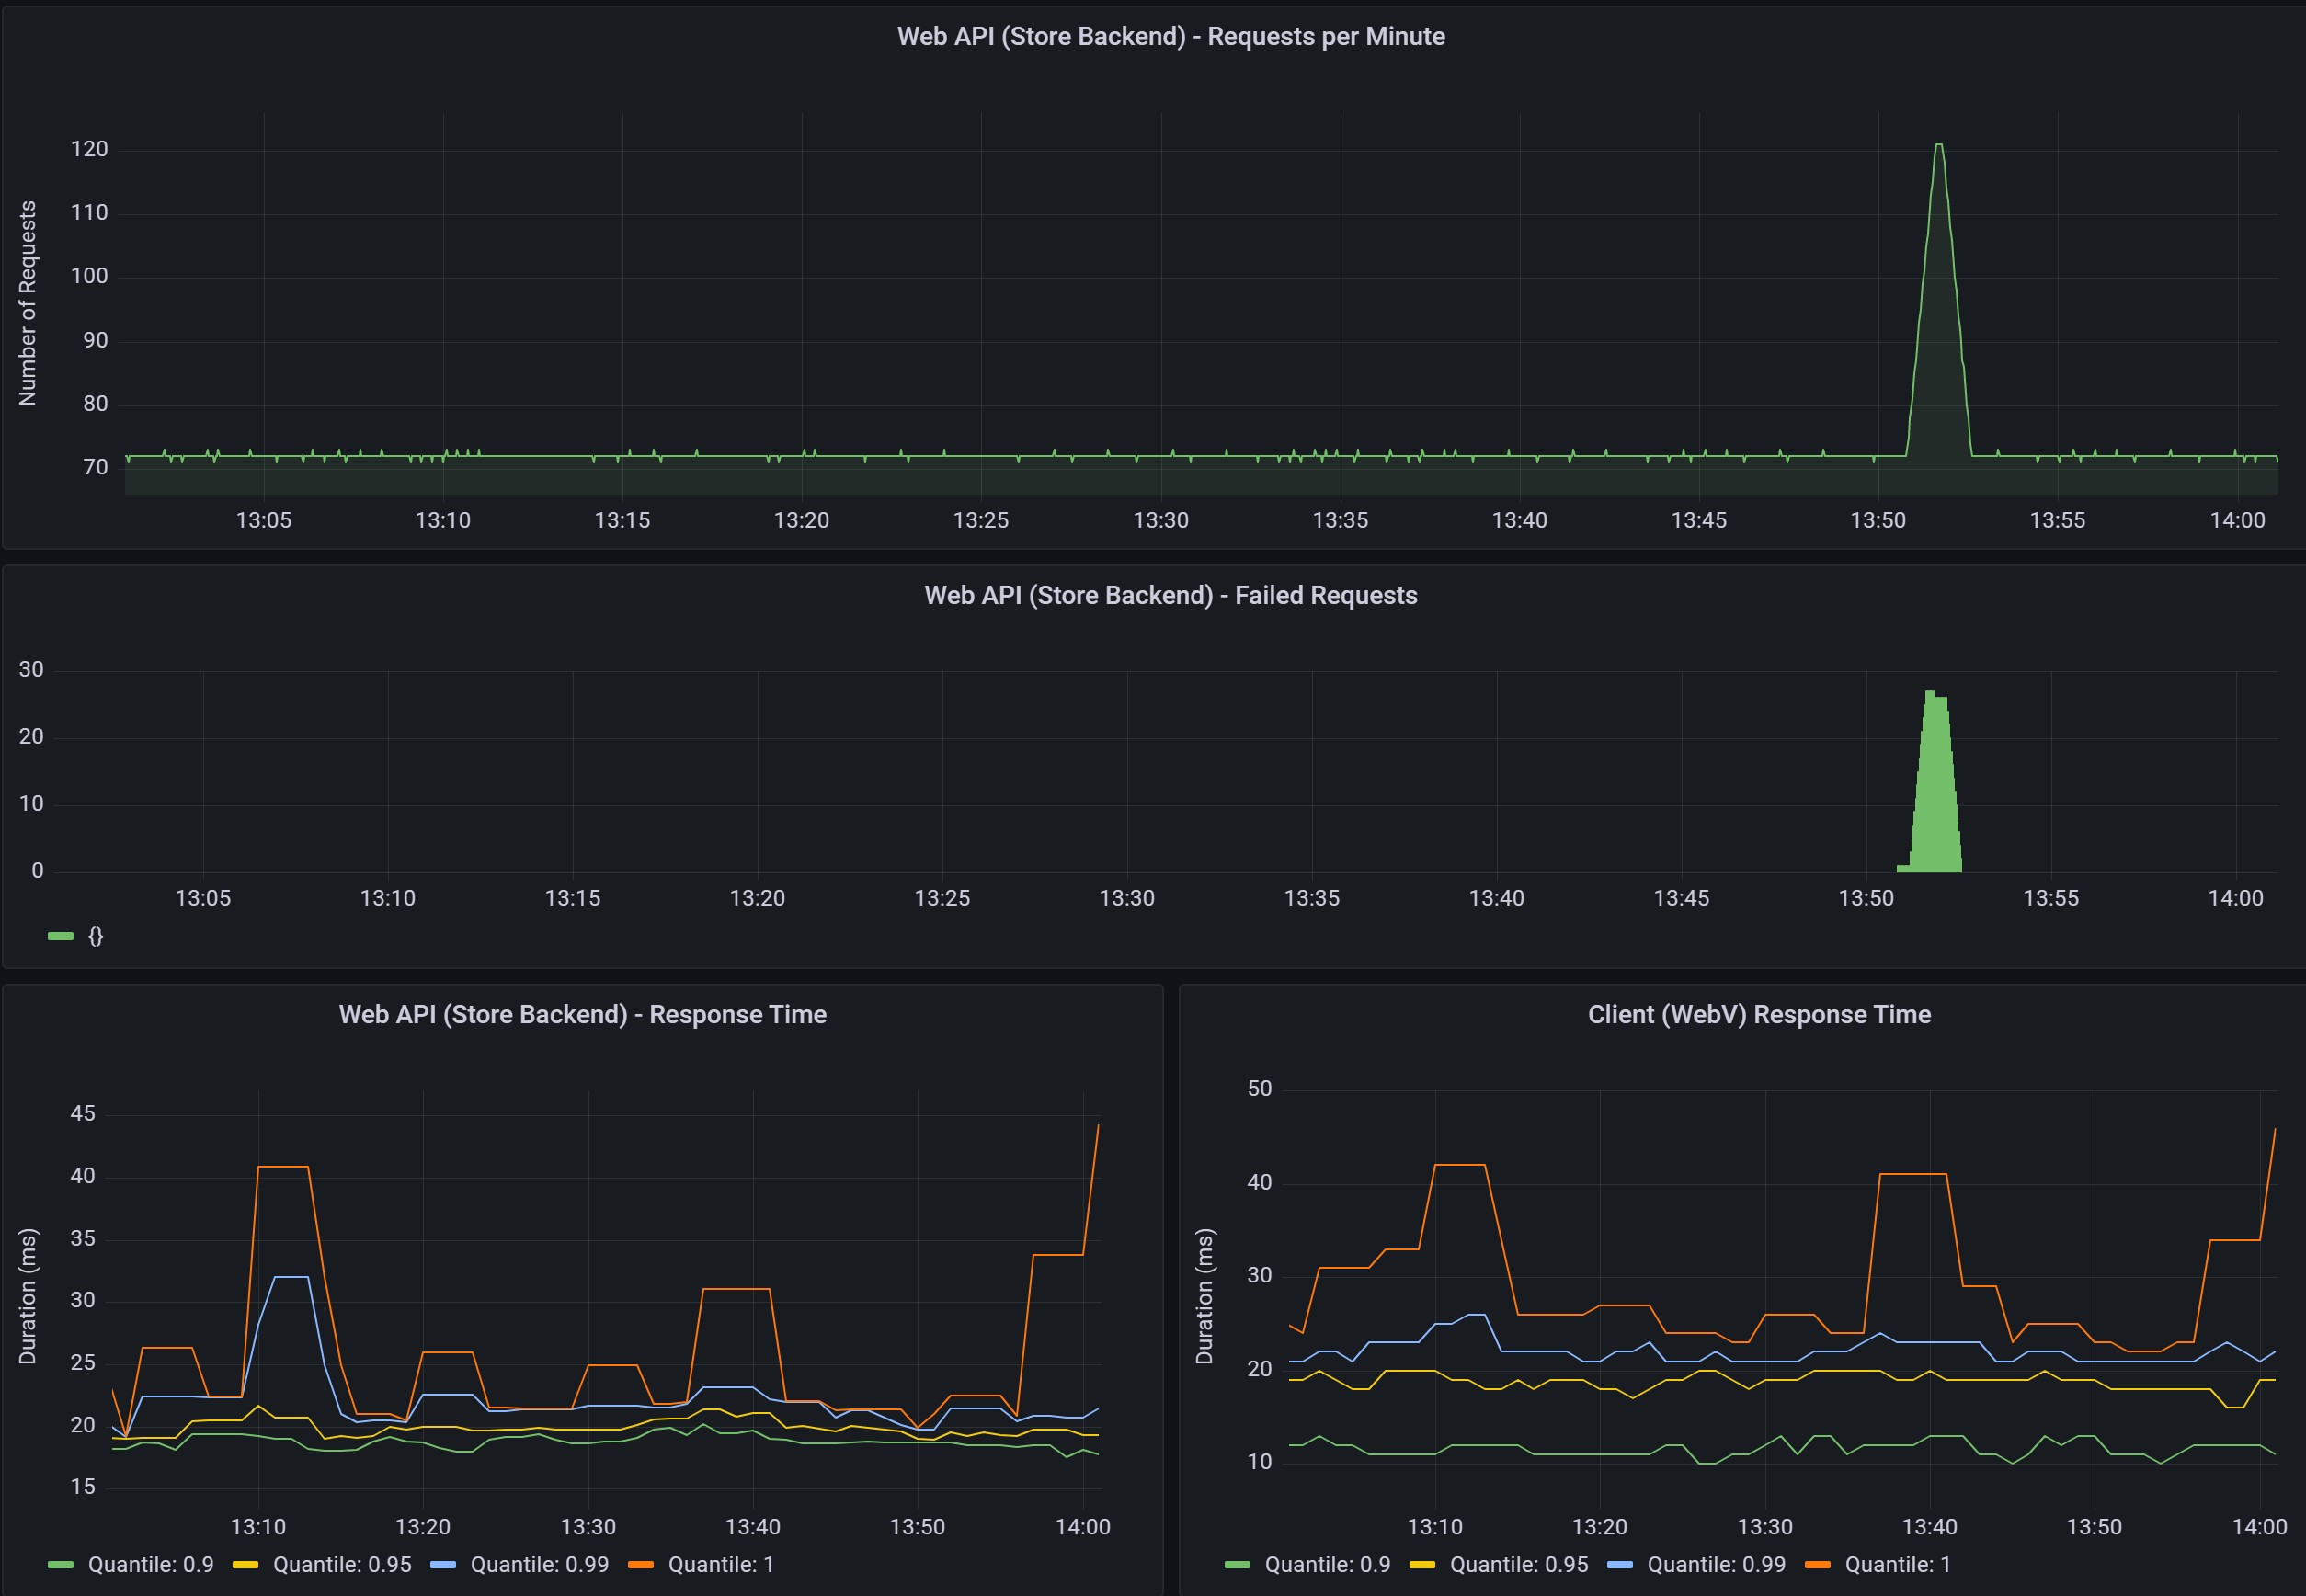 Web API (Store Backend) - Requests per Minute
Number of Requests
120
110
100
90
80
70
13:05 13:10 13:15 13:20 13:25 13:30 13:35 13:40 13:45 13:50 13:55 14:00
Web API (Store Backend) - Failed Requests
30
20
10
0
13:05 13:10 13:15 13:20 13:25 13:30 13:35 13:40 13:45 13:50 13:55 14:00
{}
Web API (Store Backend) - Response Time
Duration (ms)
45
40
35
30
25
20
15
13:10 13:20 13:30 13:40 13:50 14:00
Quantile: 0.9 Quantile: 0.95 Quantile: 0.99 Quantile: 1
Client (WebV) Response Time
Duration (ms)
50
40
30
20
10
13:10 13:20 13:30 13:40 13:50 14:00
Quantile: 0.9 Quantile: 0.95 Quantile: 0.99 Quantile: 1